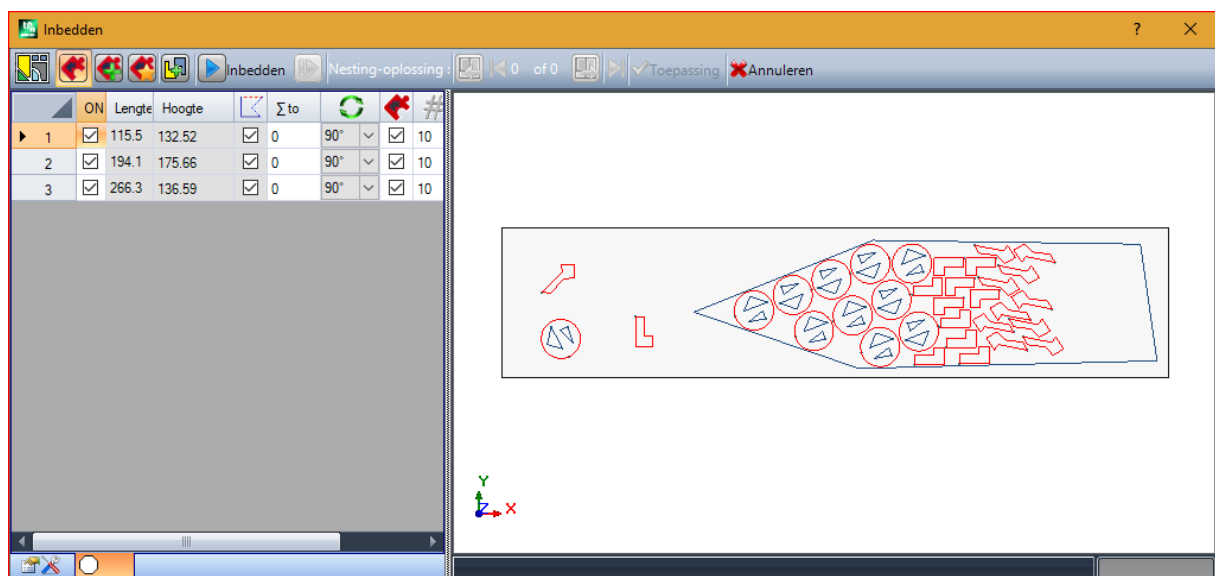 Inbedden ?
Inbedden Nesting-oplossing : 0 of 0 Toepassing Annuleren
ON Lengte Hoogte Σ to #
1 115.5 132.52 0 90° 10
2 194.1 175.66 0 90° 10
3 266.3 136.59 0 90° 10
Y
Z X